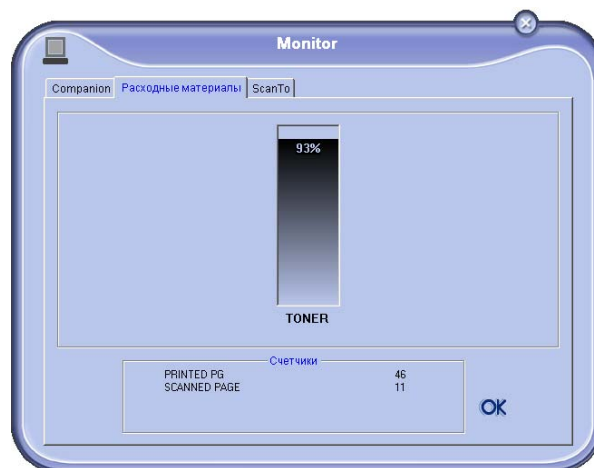 Monitor
Companion Расходные материалы ScanTo
93%
TONER
Счетчики
PRINTED PG 46
SCANNED PAGE 11
OK